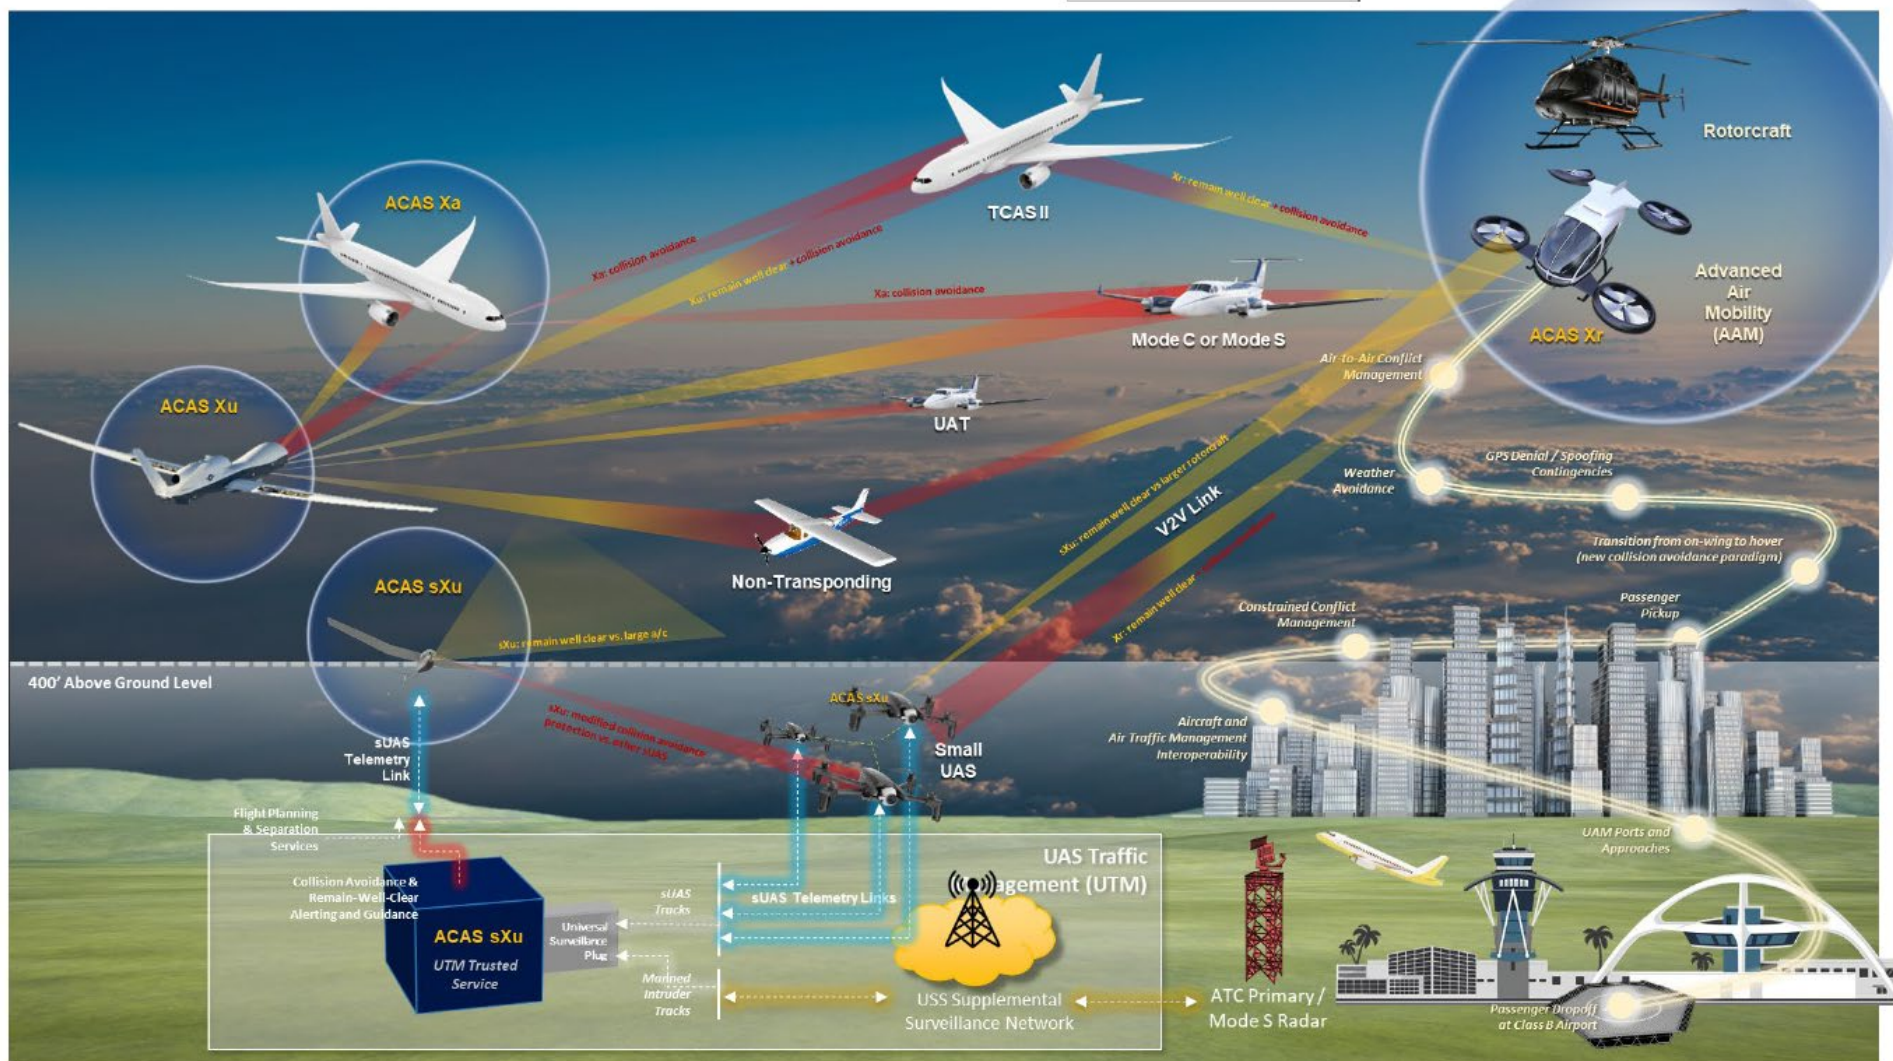 Rotorcraft
Advanced
Air
Mobility
(AAM)
ACAS Xr
TCAS II
Xr: remain well clear + collision avoidance
ACAS Xa
Xa: collision avoidance
Xu: remain well clear + collision avoidance
Xa: collision avoidance
Mode C or Mode S
ACAS Xu
UAT
Non-Transponding
Air-To-Air Conflict
Management
Weather
Avoidance
GPS Denial / Spoofing
Contingencies
Transition from on-wing to hover
(new collision avoidance paradigm)
Passenger
Pickup
Constrained Conflict
Management
sXu: remain well clear vs larger rotorcraft
V2V Link
Xr: remain well clear
ACAS sXu
sXu: remain well clear vs. large a/c
400' Above Ground Level
sXu: modified collision avoidance
protection vs. other sUAS
ACAS sXu
Small
UAS
sUAS
Telemetry
Link
Aircraft and
Air Traffic Management
Interoperability
Flight Planning
& Separation
Services
Collision Avoidance &
Remain-Well-Clear
Alerting and Guidance
ACAS sXu
UTM Trusted
Service
Universal
Surveillance
Plug
sUAS
Tracks
sUAS Telemetry Links
Manned
Intruder
Tracks
UAS Traffic
agement (UTM)
USS Supplemental
Surveillance Network
ATC Primary /
Mode S Radar
UAM Ports and
Approaches
Passenger Dropoff
at Class B Airport